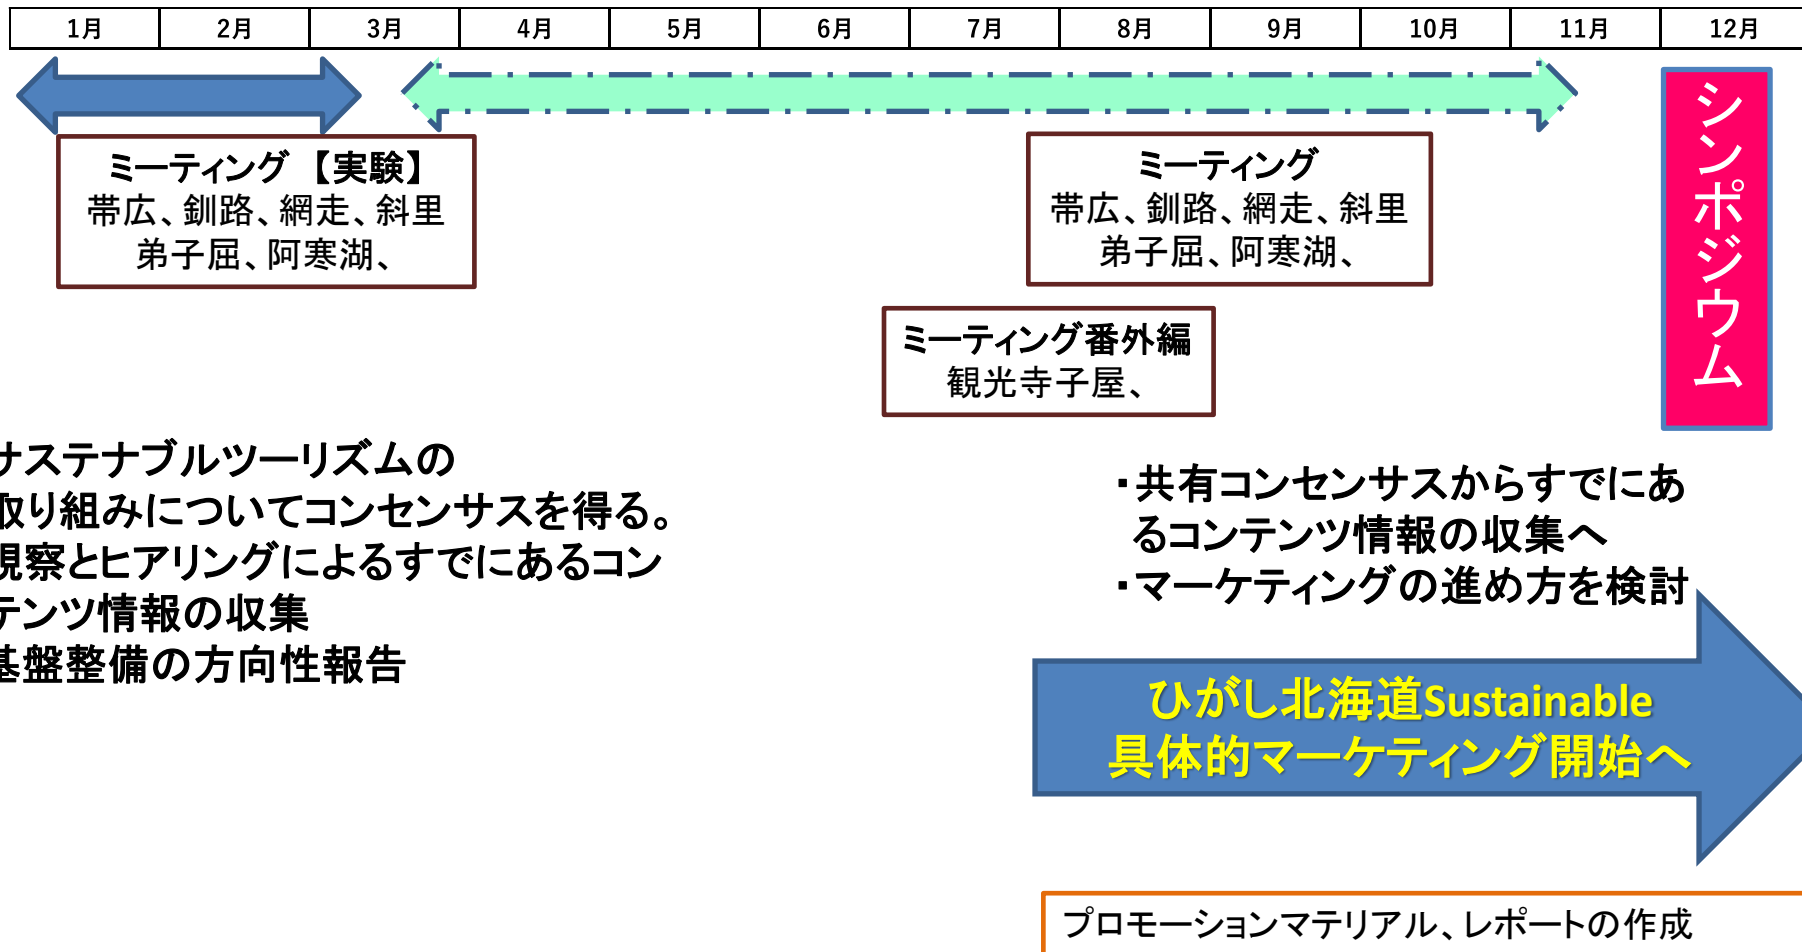 1月 2月 3月 4月 5月 6月 7月 8月 9月 10月 11月 12月
ミーティング 【実験】
帯広、釧路、網走、斜里
弟子屈、阿寒湖、
ミーティング
帯広、釧路、網走、斜里
弟子屈、阿寒湖、
シンポジウム
ミーティング番外編
観光寺子屋、
サステナブルツーリズムの
取り組みについてコンセンサスを得る。
視察とヒアリングによるすでにあるコン
テンツ情報の収集
基盤整備の方向性報告
・共有コンセンサスからすでにあ
るコンテンツ情報の収集へ
・マーケティングの進め方を検討
ひがし北海道Sustainable
具体的マーケティング開始へ
プロモーションマテリアル、レポートの作成